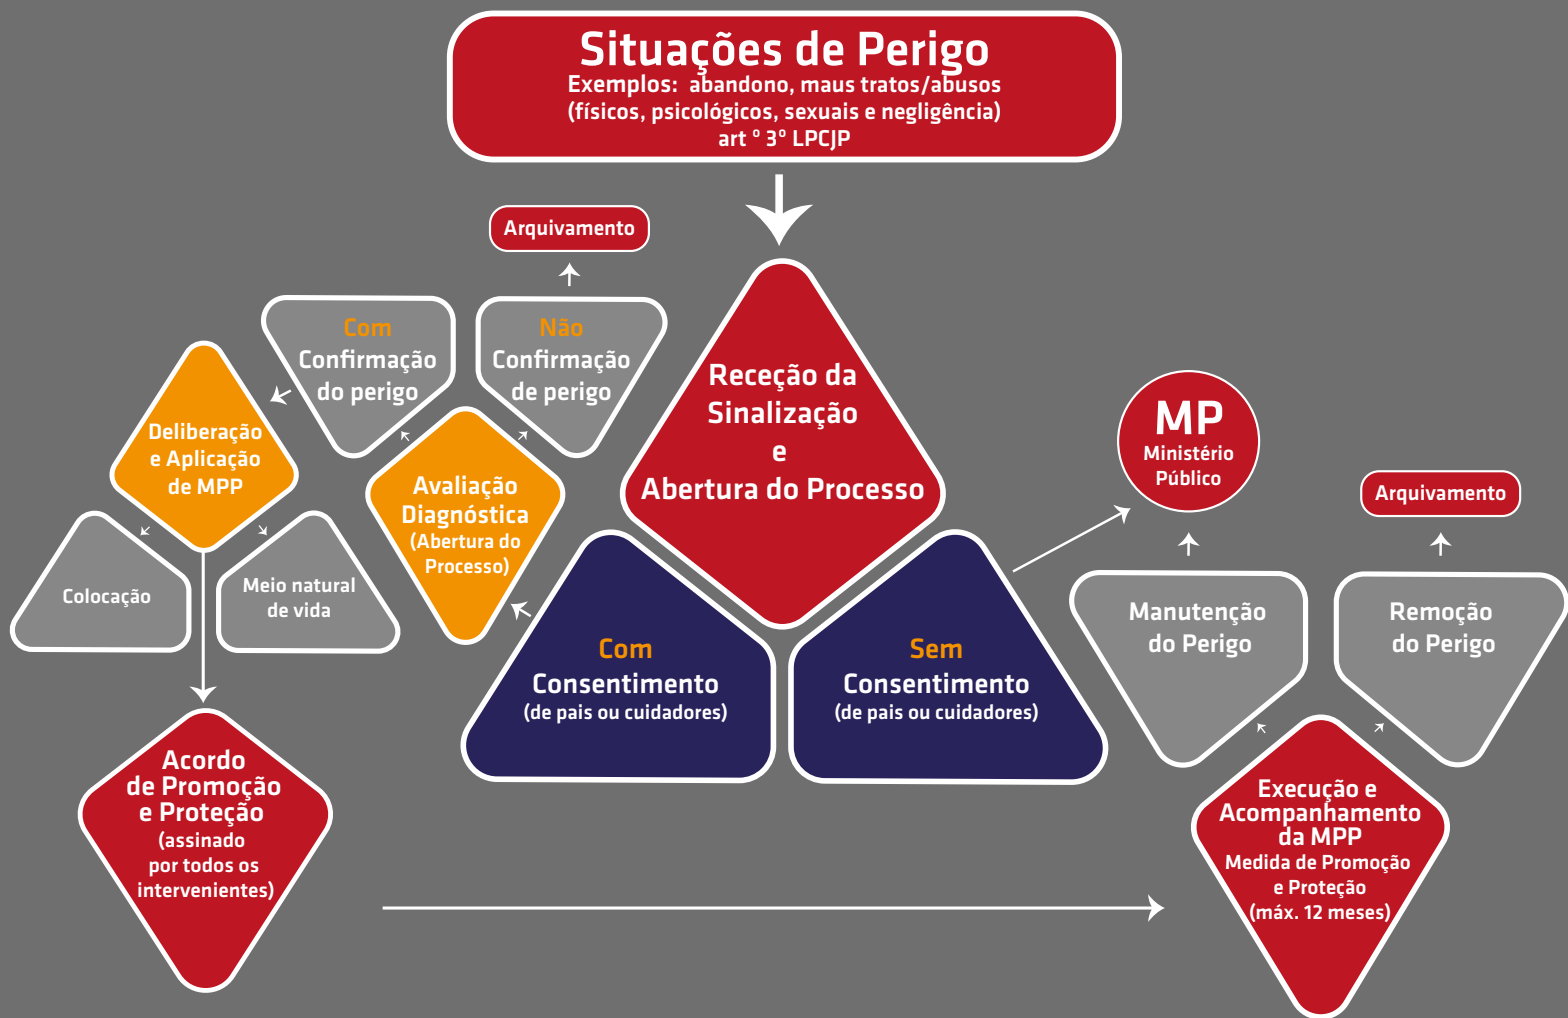 Situações de Perigo
Exemplos: abandono, maus tratos/abusos
(físicos, psicológicos, sexuais e negligência)
art º 3º LPCJP
Arquivamento
Com
Confirmação
do perigo
Não
Confirmação
de perigo
Receção da
Sinalização
e
Abertura do Processo
Deliberação
e Aplicação
de MPP
Avaliação
Diagnóstica
(Abertura do
Processo)
Colocação
Meio natural
de vida
Com
Consentimento
(de pais ou cuidadores)
Sem
Consentimento
(de pais ou cuidadores)
MP
Ministério
Público
Arquivamento
Manutenção
do Perigo
Remoção
do Perigo
Acordo
de Promoção
e Proteção
(assinado
por todos os
intervenientes)
Execução e
Acompanhamento
da MPP
Medida de Promoção
e Proteção
(máx. 12 meses)